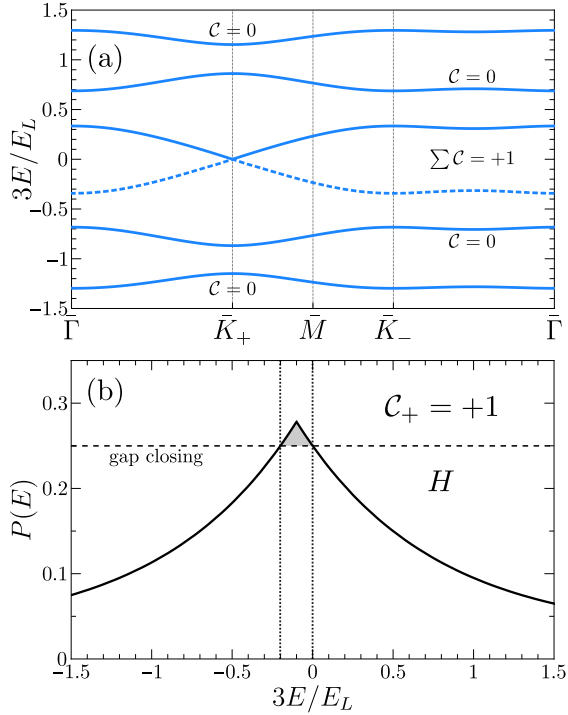 1.5
1
0.5
0
−0.5
−1
1.5
3E/E_L
(a)
C = 0
C = 0
∑ C = +1
C = 0
C = 0
Γ̄ K̄₊ M̄ K̄₋ Γ̄
0.3
0.2
0.1
0
P(E)
(b)
C₊ = +1
gap closing
H
−1.5 −1 −0.5 0 0.5 1 1.5
3E/E_L